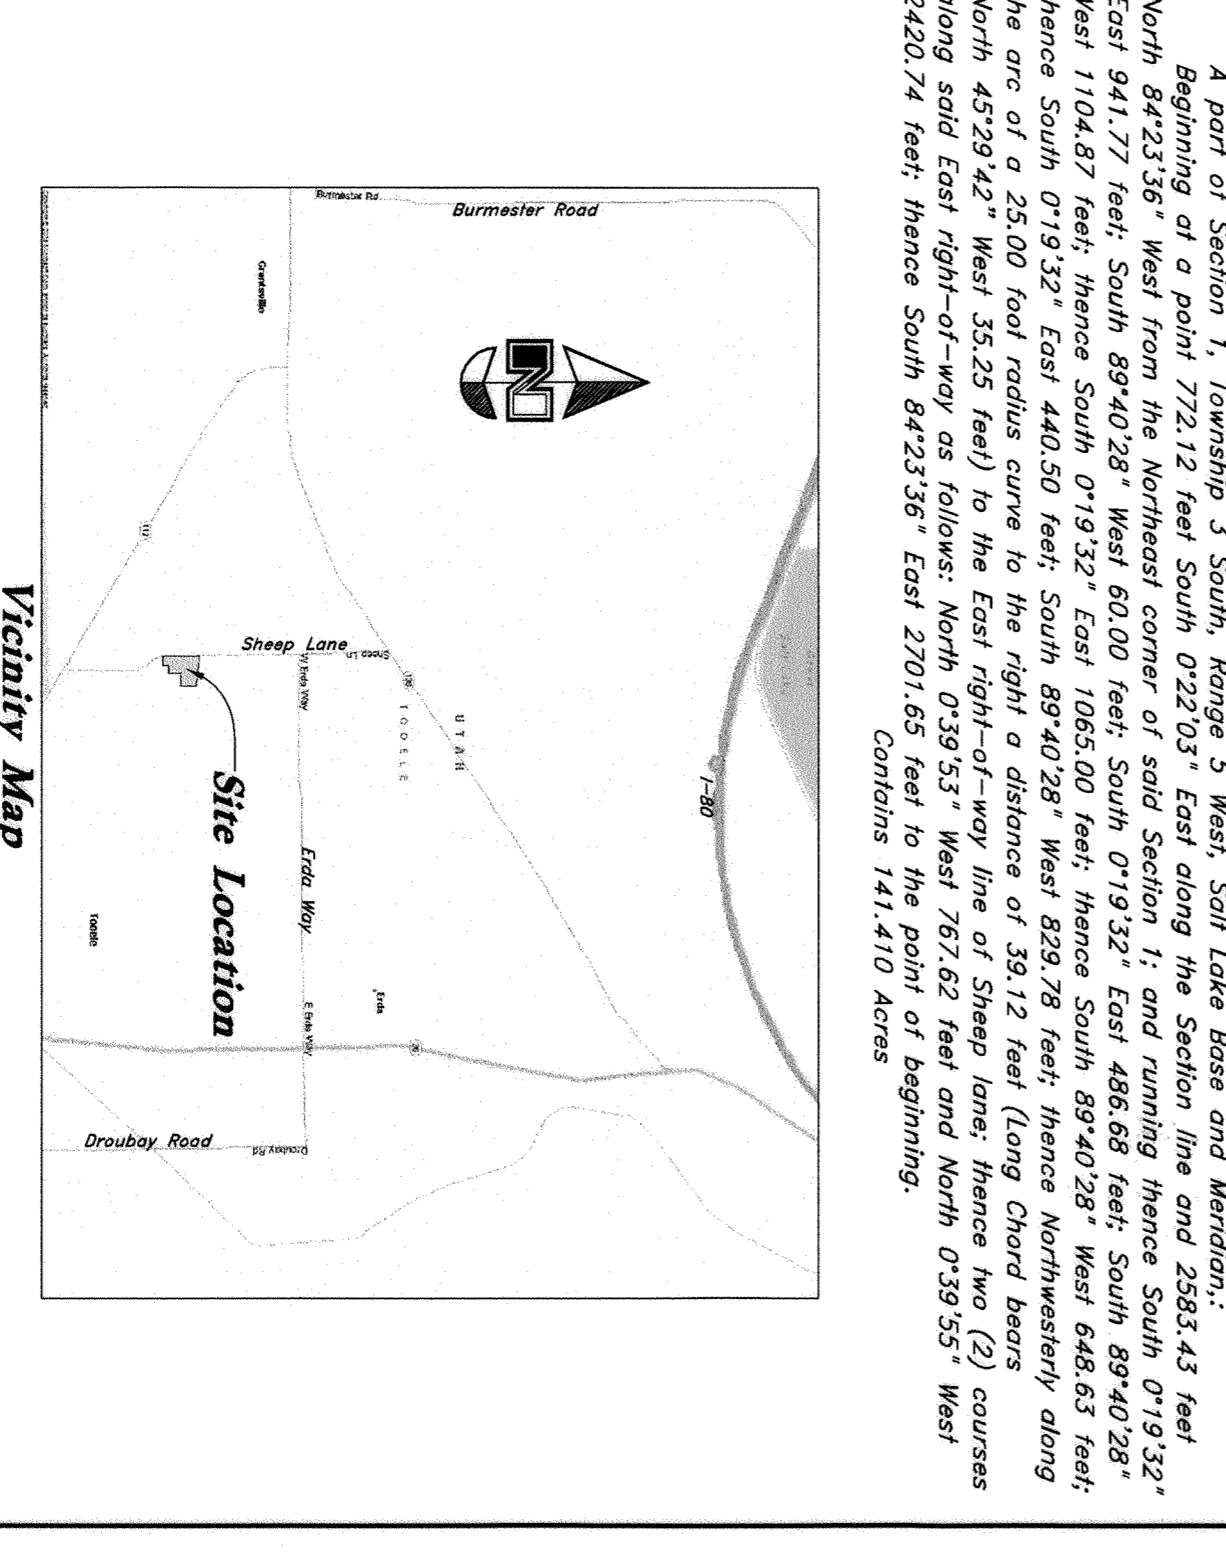 A part of Section 1, Township 3 South, Range 5 West, Salt Lake Base and Meridian,:
Beginning at a point 772.12 feet South 0°22'03" East along the Section line and 2583.43 feet
North 84°23'36" West from the Northeast corner of said Section 1; and running thence South 0°19'32"
East 941.77 feet; South 89°40'28" West 60.00 feet; South 0°19'32" East 486.68 feet; South 89°40'28"
West 1104.87 feet; thence South 0°19'32" East 1065.00 feet; thence South 89°40'28" West 648.63 feet;
thence South 0°19'32" East 440.50 feet; South 89°40'28" West 829.78 feet; thence Northwesterly along
the arc of a 25.00 foot radius curve to the right a distance of 39.12 feet (Long Chord bears
North 45°29'42" West 35.25 feet) to the East right-of-way line of Sheep lane; thence two (2) courses
along said East right-of-way as follows: North 0°39'53" West 767.62 feet and North 0°39'55" West
2420.74 feet; thence South 84°23'36" East 2701.65 feet to the point of beginning.
Contains 141.410 Acres
Burmester Rd
Burmester Road
Grantsville
N
I-80
UTAH
TOOELE
138
112
36
Sheep Lane
Sheep Ln
W Erda Way
Erda Way
E Erda Way
Erda
Site Location
Tooele
Droubay Road
Droubay Rd
Vicinity Map